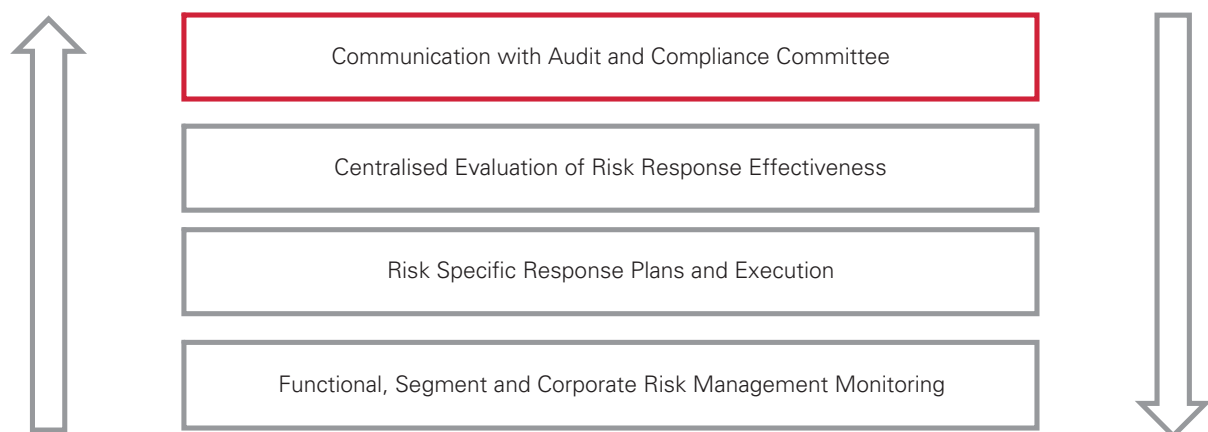 Communication with Audit and Compliance Committee
Centralised Evaluation of Risk Response Effectiveness
Risk Specific Response Plans and Execution
Functional, Segment and Corporate Risk Management Monitoring